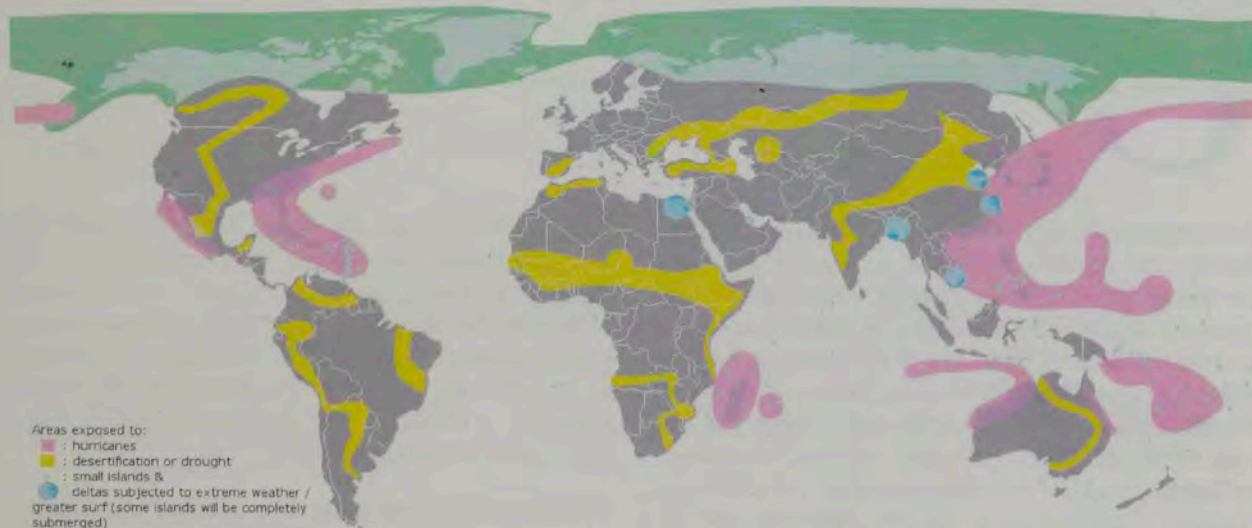 Areas exposed to:
: hurricanes
: desertification or drought
: small islands &
deltas subjected to extreme weather /
greater surf (some islands will be completely
submerged)